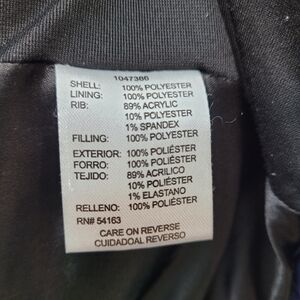 1047386
SHELL: 100% POLYESTER
LINING: 100% POLYESTER
RIB: 89% ACRYLIC
10% POLYESTER
1% SPANDEX
FILLING: 100% POLYESTER
EXTERIOR: 100% POLIÉSTER
FORRO: 100% POLIÉSTER
TEJIDO: 89% ACRILICO
10% POLIÉSTER
1% ELASTANO
RELLENO: 100% POLIÉSTER
RN# 54163
CARE ON REVERSE
CUIDADOAL REVERSO